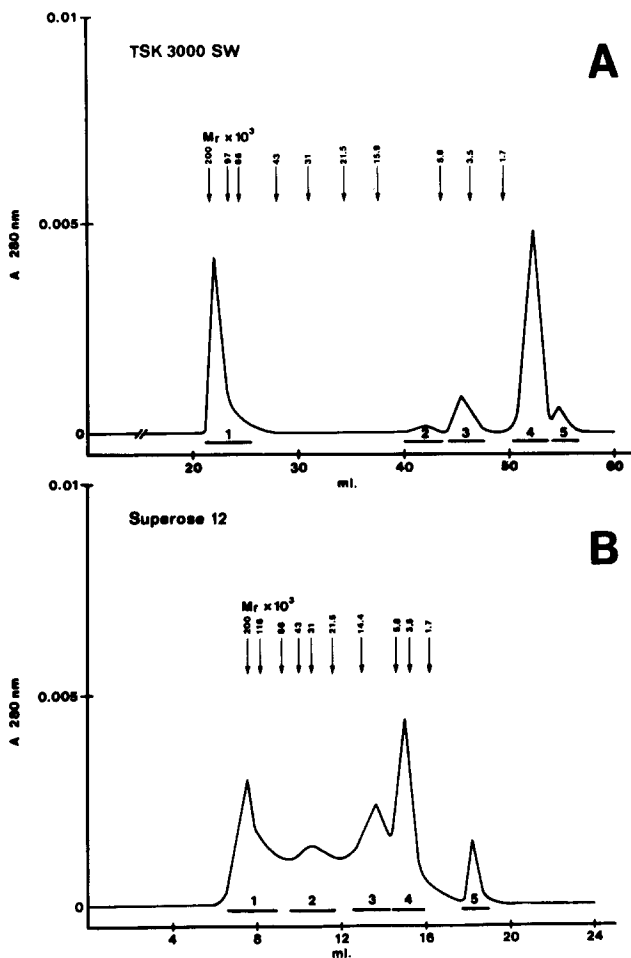 0.01
TSK 3000 SW
A
Mr × 10³
200 97 66 43 31 21.5 5.8 3.5 1.7
0.005
A 280 nm
0
1 2 3 4 5
20 30 40 50 60
ml.
0.01
Superose 12
B
Mr × 10³
200 116 66 43 31 21.5 14.4 5.8 3.5 1.7
0.005
A 280 nm
0
1 2 3 4 5
4 8 12 16 20 24
ml.